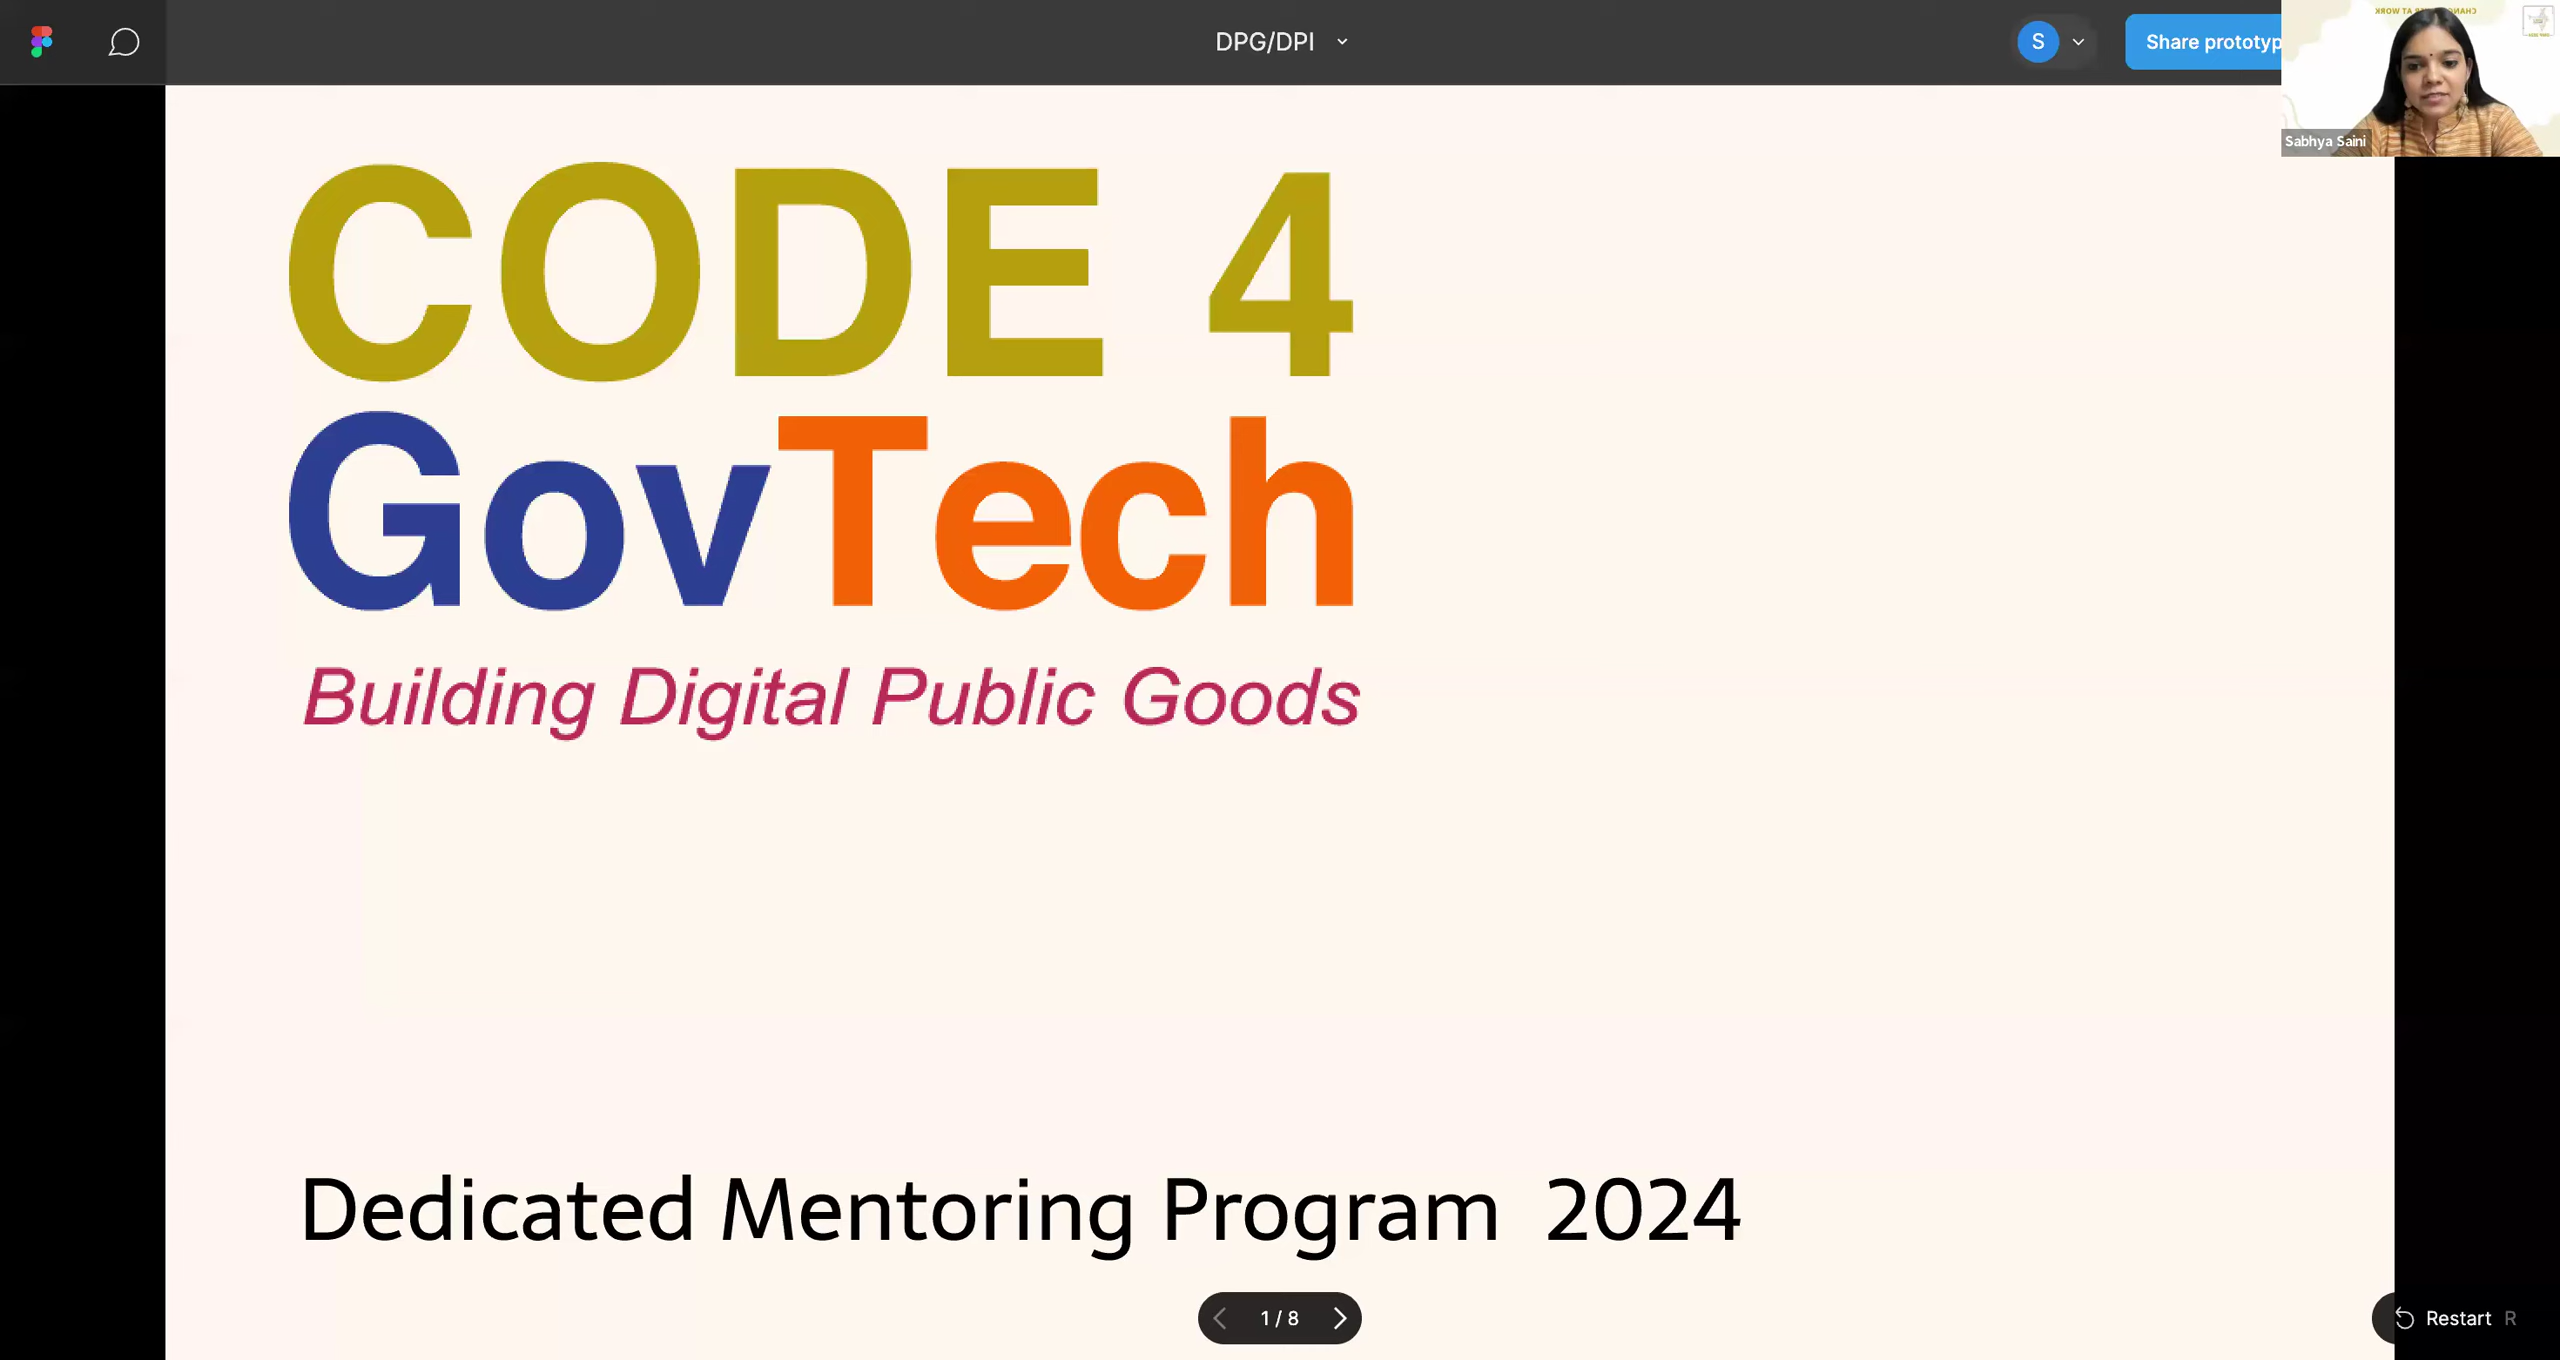 DPG/DPI
S
Share prototyp
Sabhya Saini
CODE 4
GovTech
Building Digital Public Goods
Dedicated Mentoring Program 2024
1 / 8
Restart R